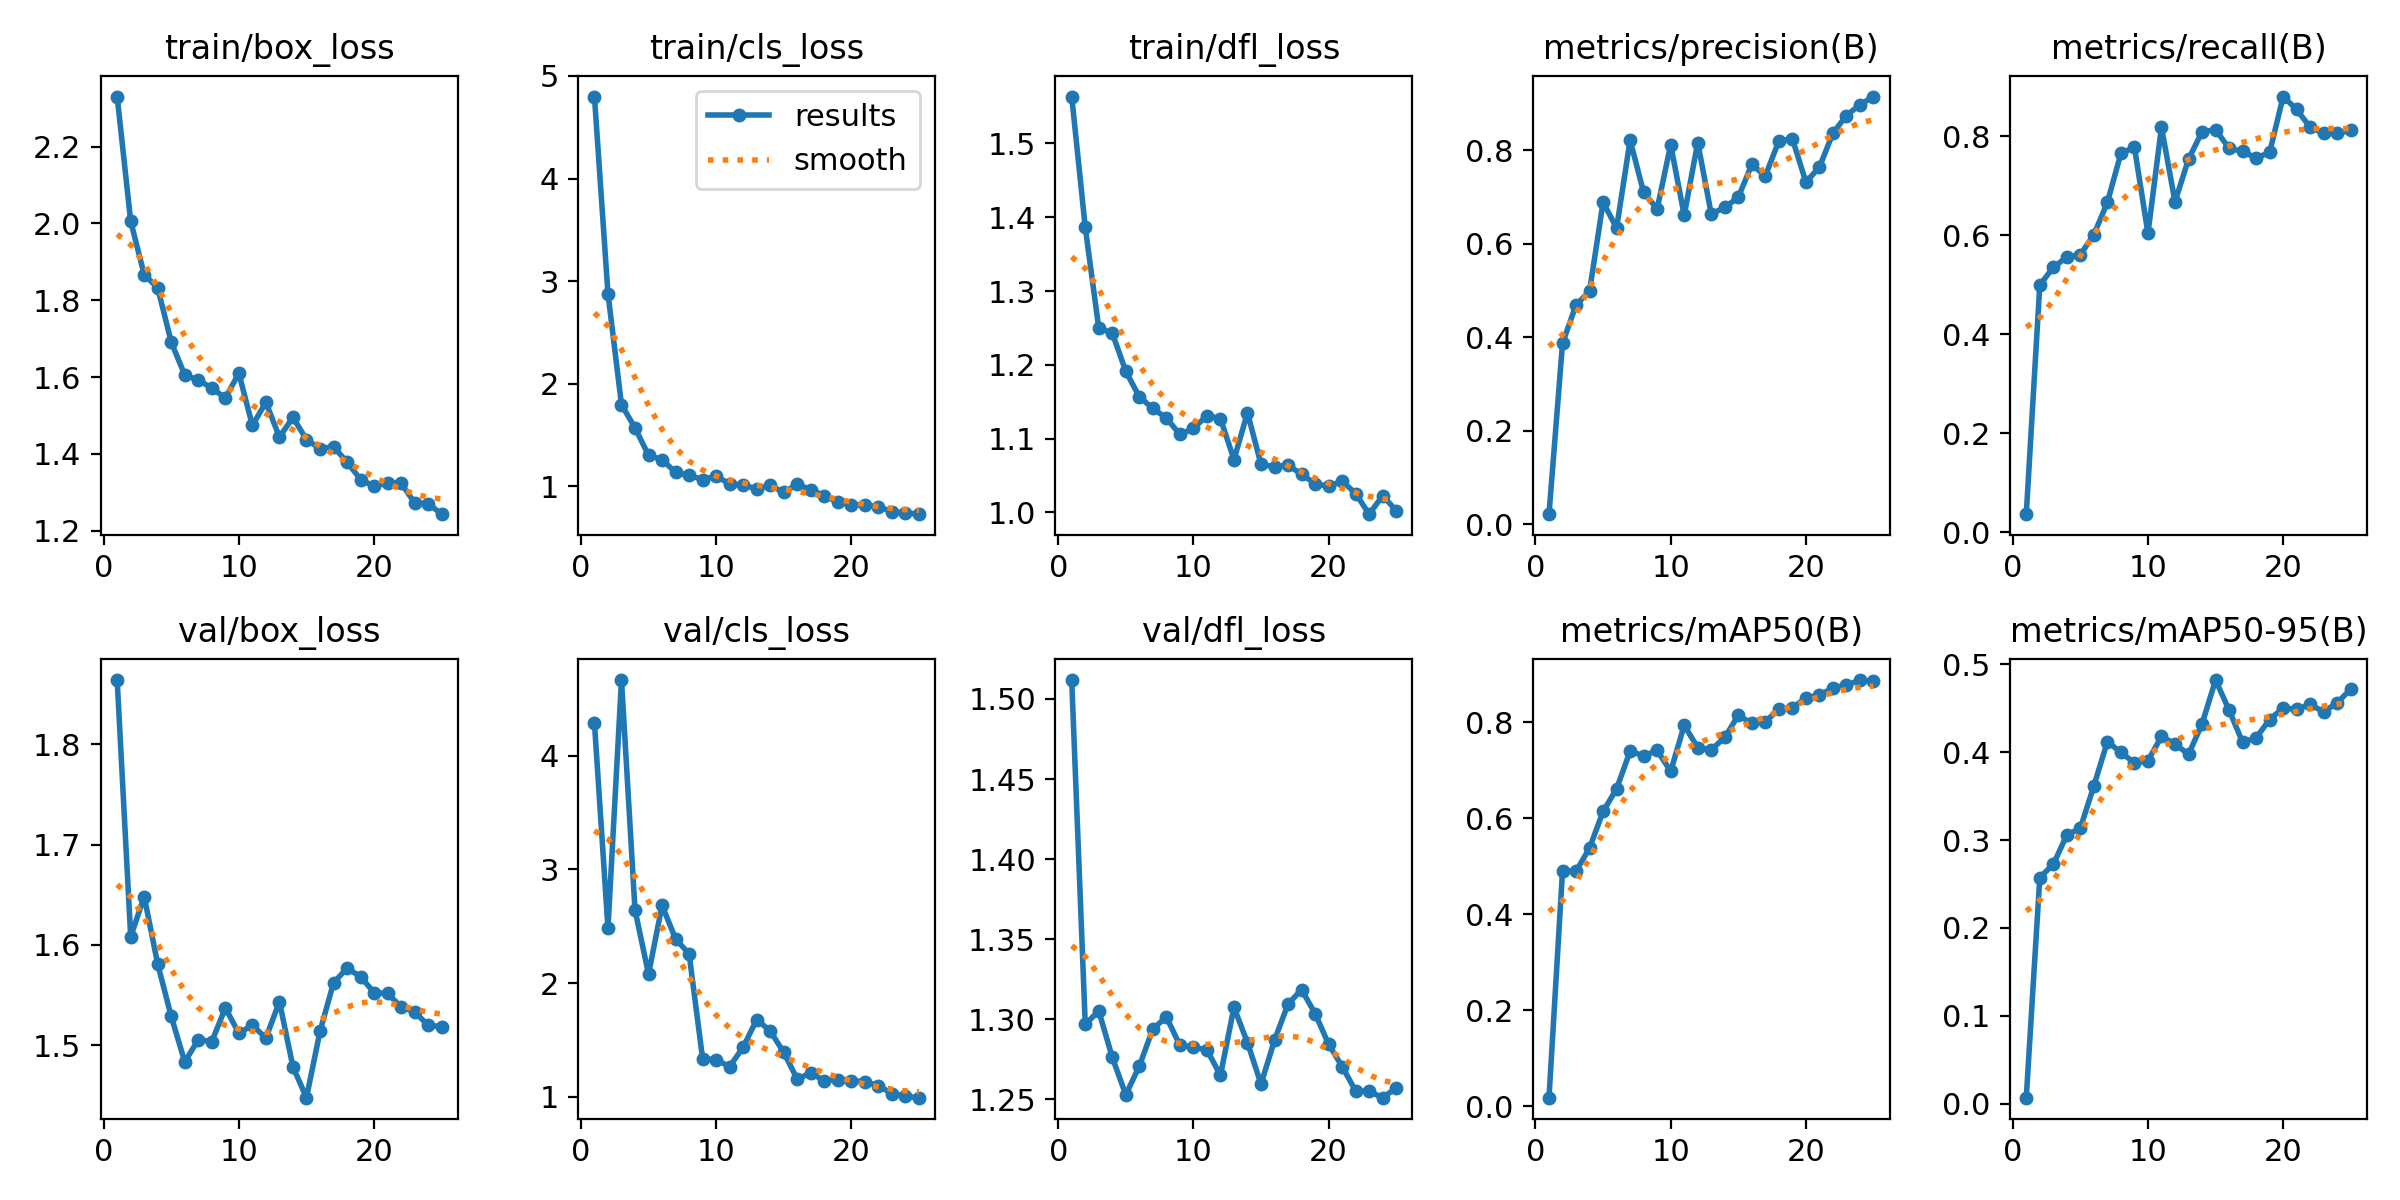 train/box_loss
2.2
2.0
1.8
1.6
1.4
1.2
0 10 20
train/cls_loss
results
smooth
5
4
3
2
1
0 10 20
train/dfl_loss
1.5
1.4
1.3
1.2
1.1
1.0
0 10 20
metrics/precision(B)
0.8
0.6
0.4
0.2
0.0
0 10 20
metrics/recall(B)
0.8
0.6
0.4
0.2
0.0
0 10 20
val/box_loss
1.8
1.7
1.6
1.5
0 10 20
val/cls_loss
4
3
2
1
0 10 20
val/dfl_loss
1.50
1.45
1.40
1.35
1.30
1.25
0 10 20
metrics/mAP50(B)
0.8
0.6
0.4
0.2
0.0
0 10 20
metrics/mAP50-95(B)
0.5
0.4
0.3
0.2
0.1
0.0
0 10 20